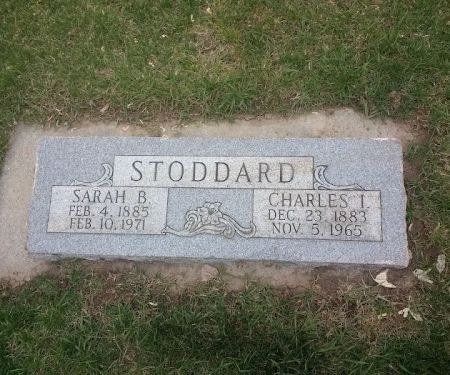 STODDARD
SARAH B.
FEB. 4, 1885
FEB. 10, 1971
CHARLES I.
DEC. 23, 1883
NOV. 5, 1965